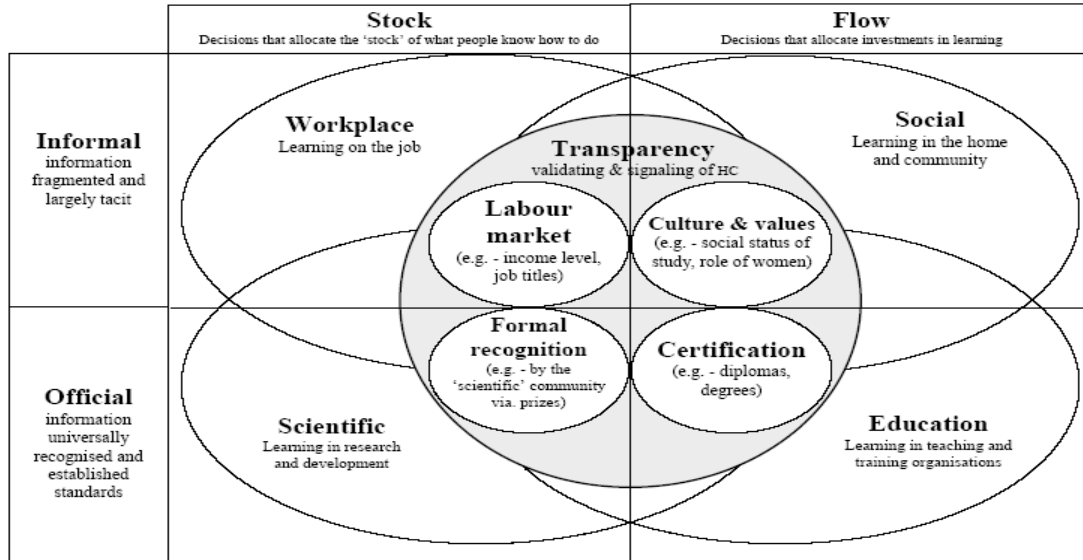 Stock
Decisions that allocate the ‘stock’ of what people know how to do
Flow
Decisions that allocate investments in learning
Informal
information
fragmented and
largely tacit
Workplace
Learning on the job
Social
Learning in the home
and community
Transparency
validating & signaling of HC
Labour
market
(e.g. - income level,
job titles)
Culture & values
(e.g. - social status of
study, role of women)
Official
information
universally
recognised and
established
standards
Formal
recognition
(e.g. - by the
‘scientific’ community
via. prizes)
Certification
(e.g. - diplomas,
degrees)
Scientific
Learning in research
and development
Education
Learning in teaching and
training organisations